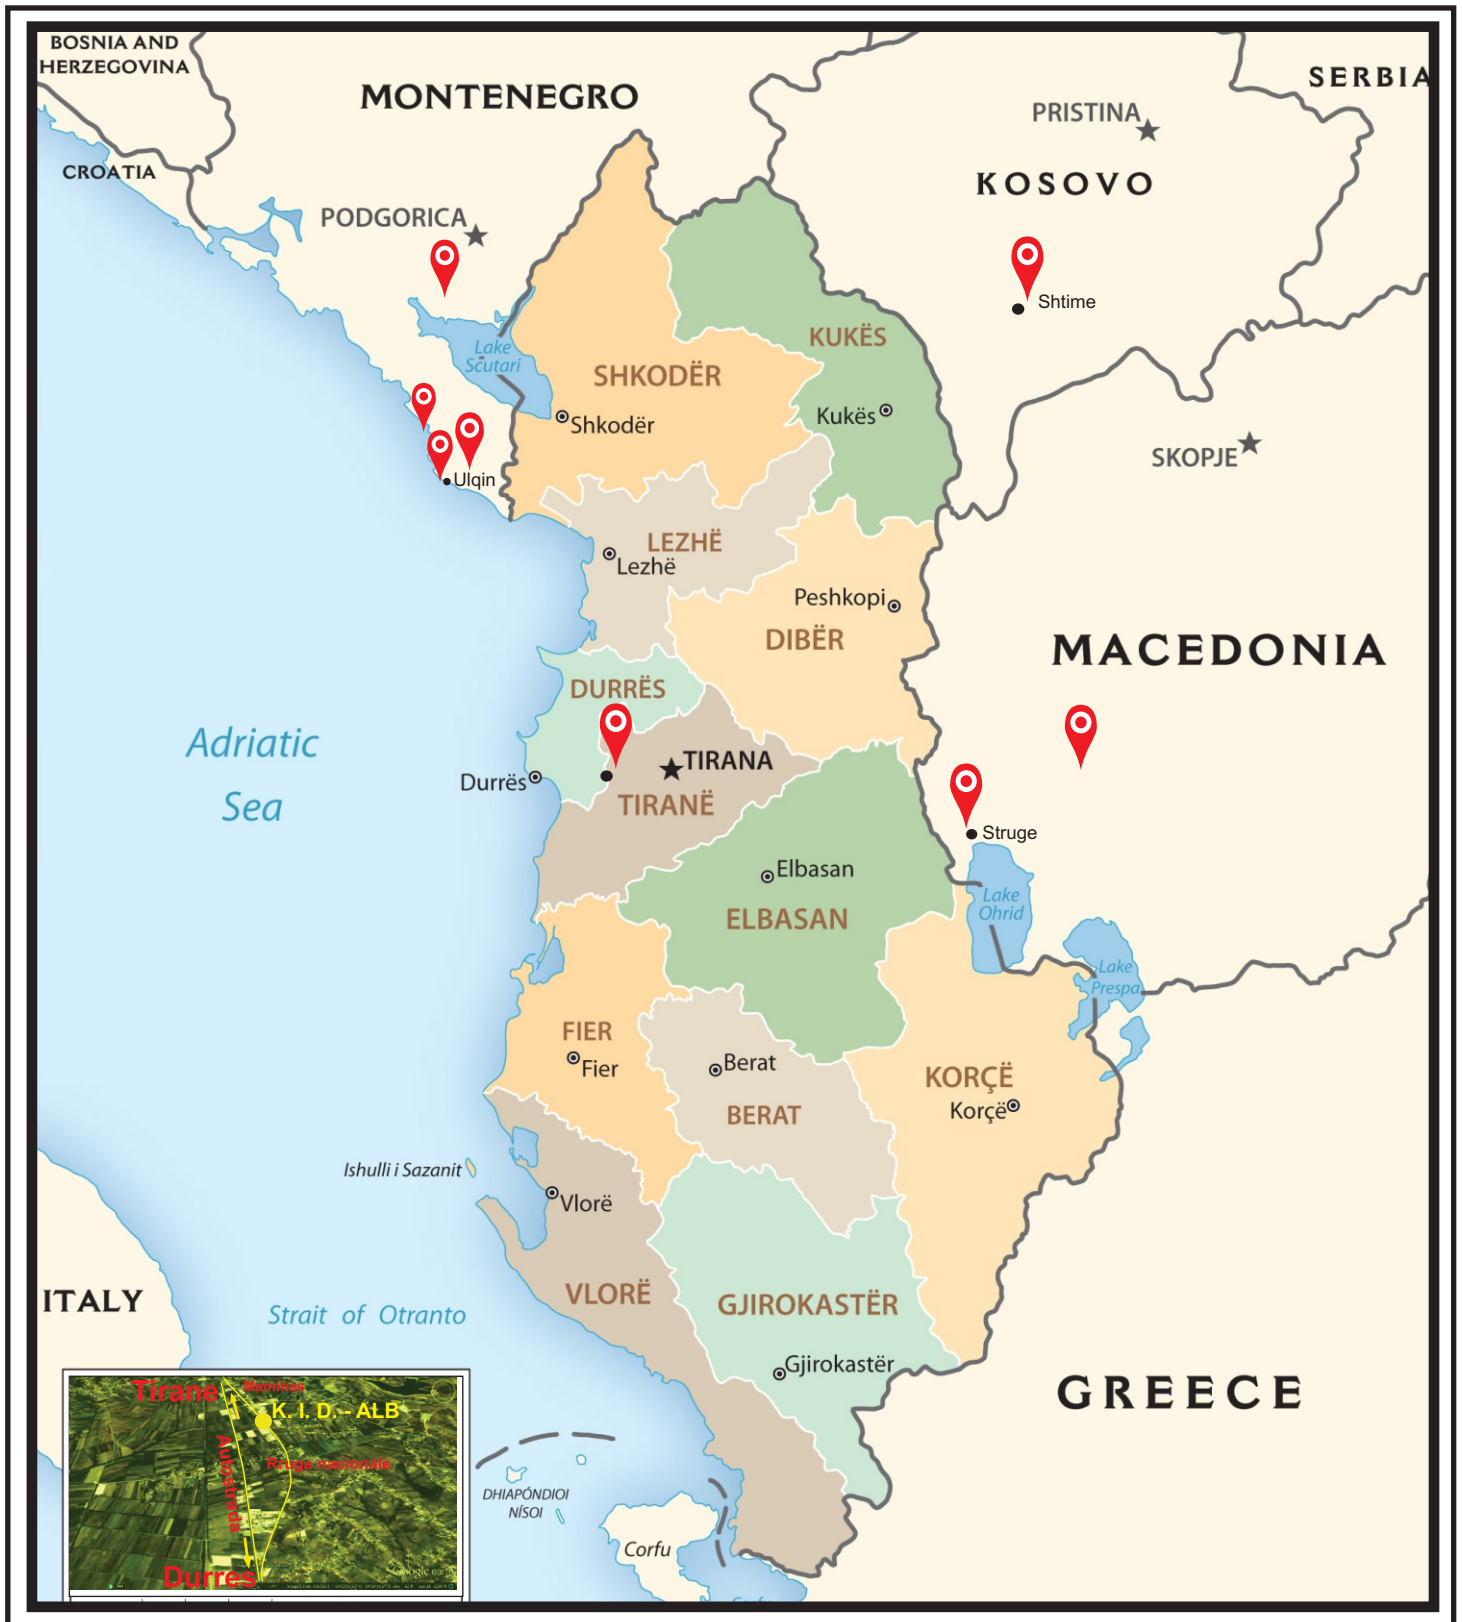 BOSNIA AND
HERZEGOVINA
MONTENEGRO
SERBIA
PRISTINA
CROATIA
KOSOVO
PODGORICA
Shtime
KUKËS
Lake
Scutari
SHKODËR
Kukës
Shkodër
SKOPJE
Ulqin
LEZHË
Lezhë
Peshkopi
DIBËR
MACEDONIA
DURRËS
Adriatic
Sea
TIRANA
Durrës
TIRANË
Struge
Elbasan
Lake
Ohrid
ELBASAN
Lake
Prespa
FIER
Fier
Berat
KORÇË
Korçë
BERAT
Ishulli i Sazanit
Vlorë
ITALY
VLORË
GJIROKASTËR
Strait of Otranto
Gjirokastër
GREECE
Tirane
Maminas
K. I. D. - ALB
Autostrada
Rruga nacionale
DHIAPÓNDIOI
NÍSOI
Corfu
Durres
Google